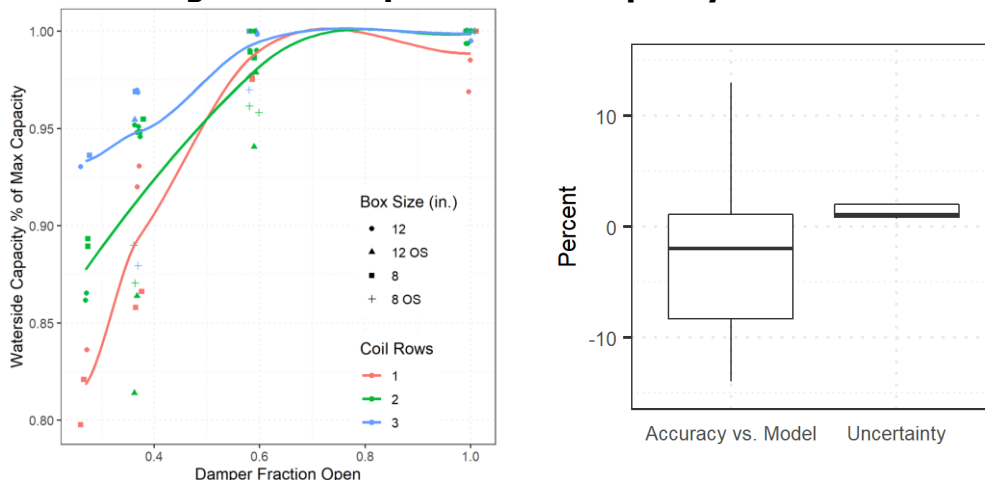 1.00
0.95
0.90
0.85
0.80
Waterside Capacity % of Max Capacity
0.4
0.6
0.8
1.0
Damper Fraction Open
Box Size (in.)
12
12 OS
8
8 OS
Coil Rows
1
2
3
10
0
-10
Percent
Accuracy vs. Model
Uncertainty